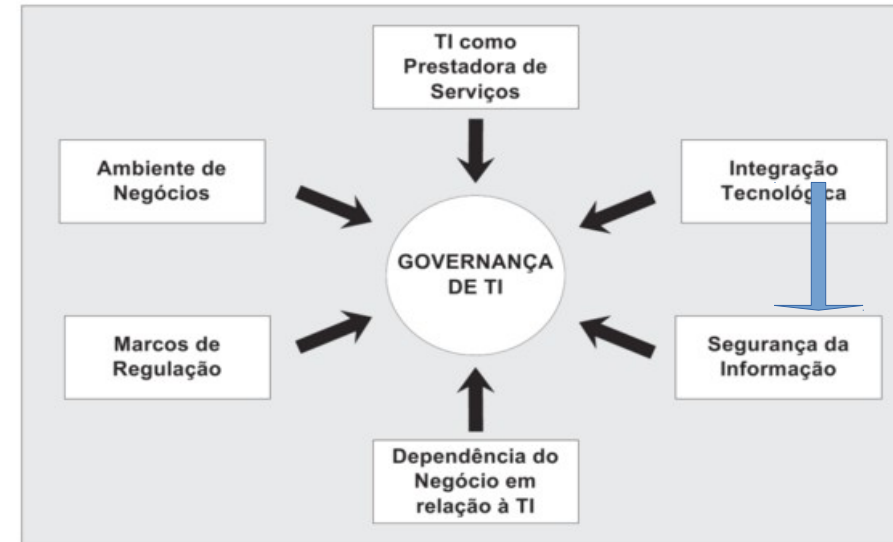 TI como
Prestadora de
Serviços
Ambiente de
Negócios
Integração
Tecnológica
GOVERNANÇA
DE TI
Marcos de
Regulação
Segurança da
Informação
Dependência do
Negócio em
relação à TI